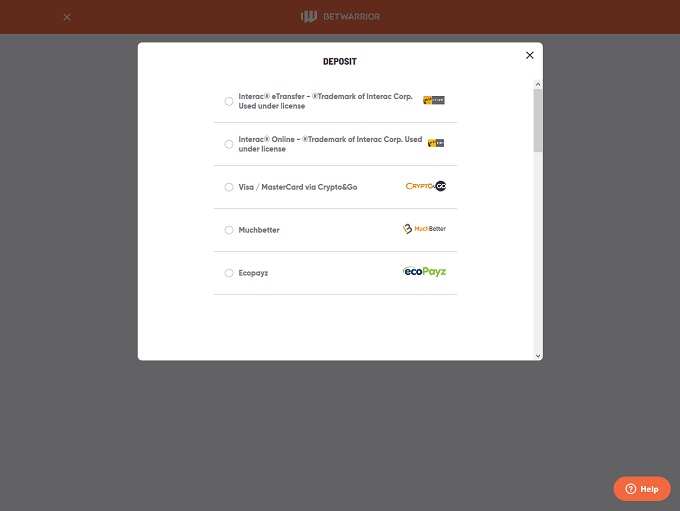 BETWARRIOR
DEPOSIT
Interac® eTransfer - ®Trademark of Interac Corp.
Used under license
Interac® Online - ®Trademark of Interac Corp. Used
under license
Visa / MasterCard via Crypto&Go
CRYPTO&GO
Muchbetter
MuchBetter
Ecopayz
ecoPayz
Help